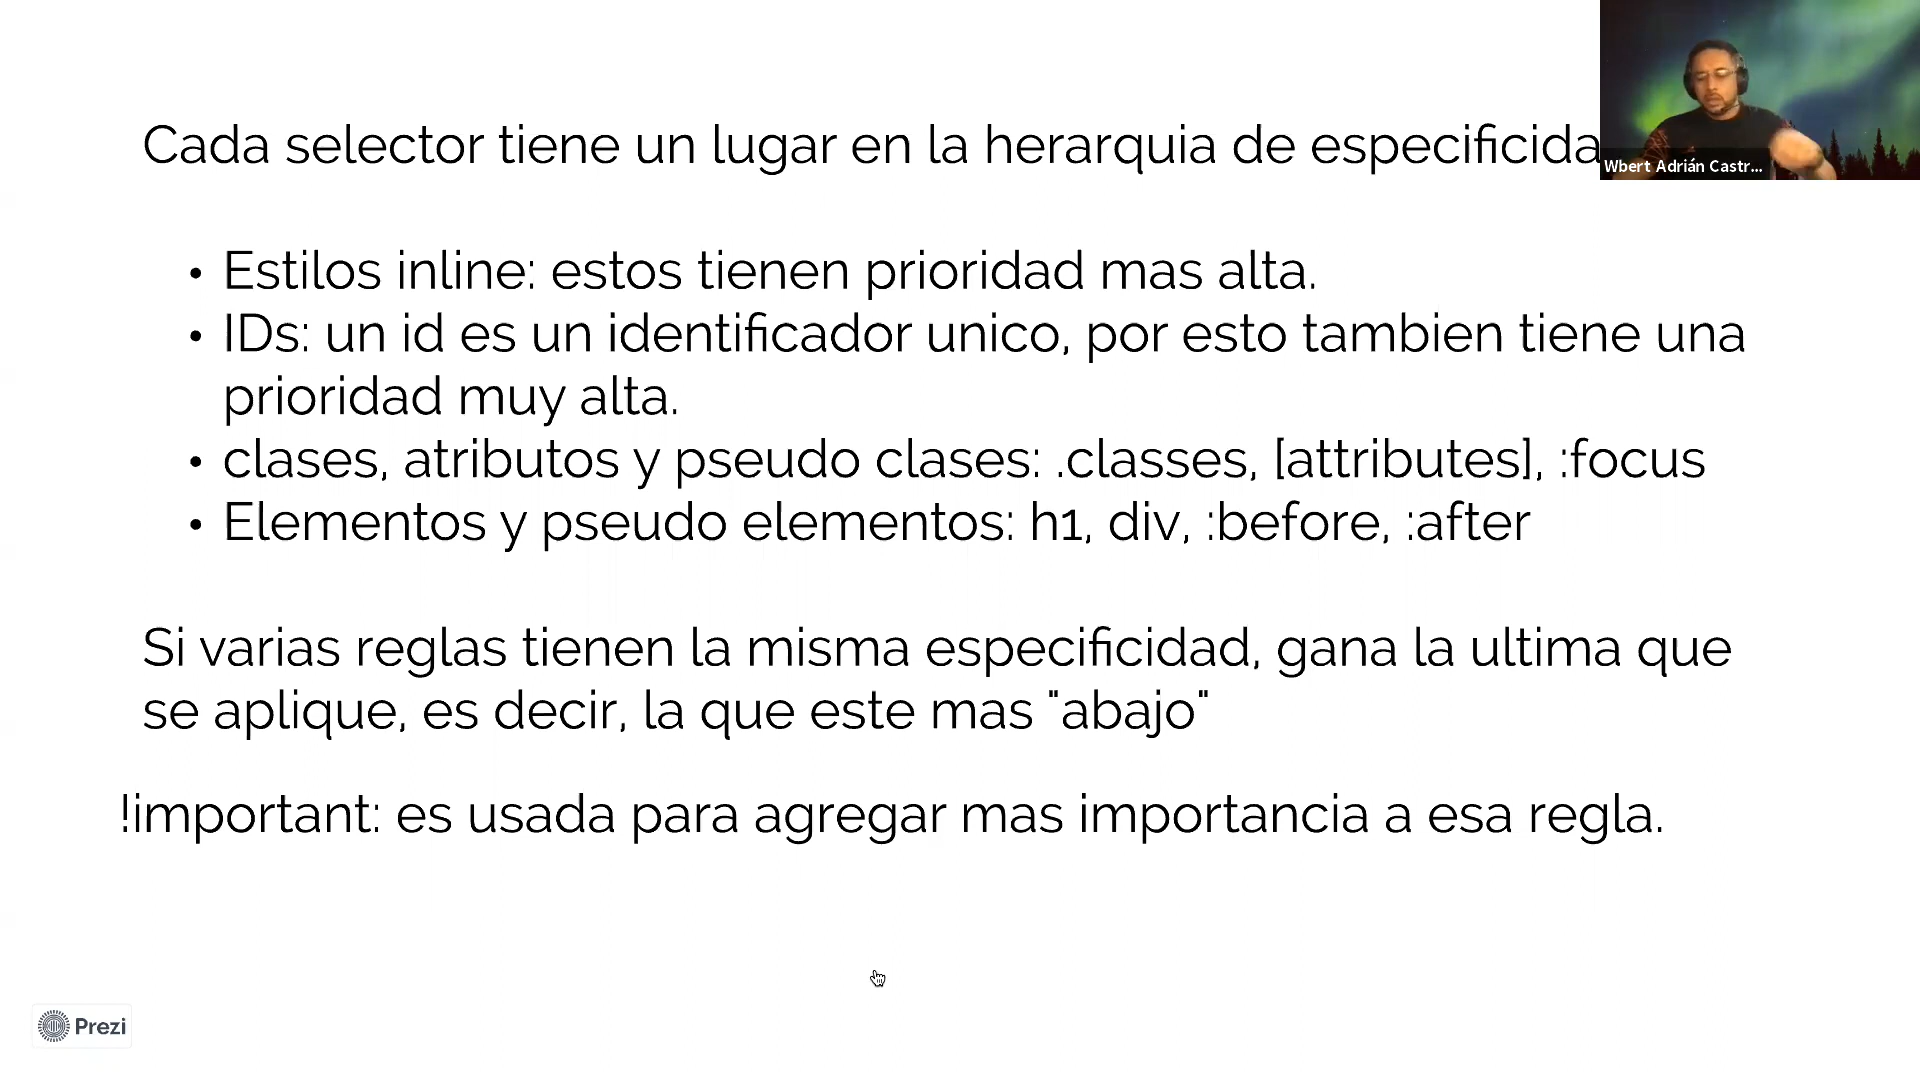 Cada selector tiene un lugar en la herarquia de especificida
Wbert Adrián Castr...
• Estilos inline: estos tienen prioridad mas alta.
• IDs: un id es un identificador unico, por esto tambien tiene una
prioridad muy alta.
• clases, atributos y pseudo clases: .classes, [attributes], :focus
• Elementos y pseudo elementos: h1, div, :before, :after
Si varias reglas tienen la misma especificidad, gana la ultima que
se aplique, es decir, la que este mas "abajo"
!important: es usada para agregar mas importancia a esa regla.
Prezi